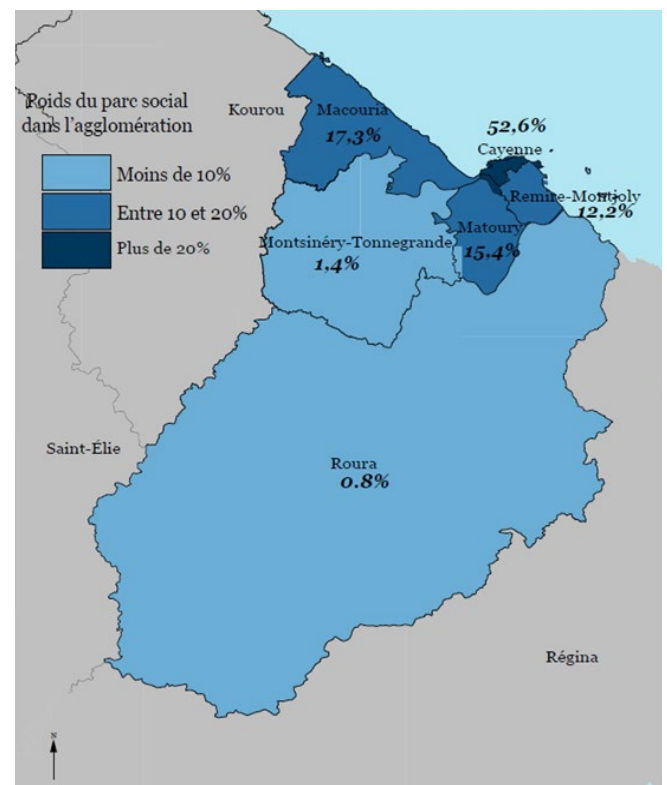 Poids du parc social
dans l'agglomération
Moins de 10%
Entre 10 et 20%
Plus de 20%
Kourou
Macouria
17,3%
52,6%
Cayenne
Remire-Montjoly
12,2%
Matoury
15,4%
Montsinéry-Tonnegrande
1,4%
Saint-Élie
Roura
0.8%
Régina
N